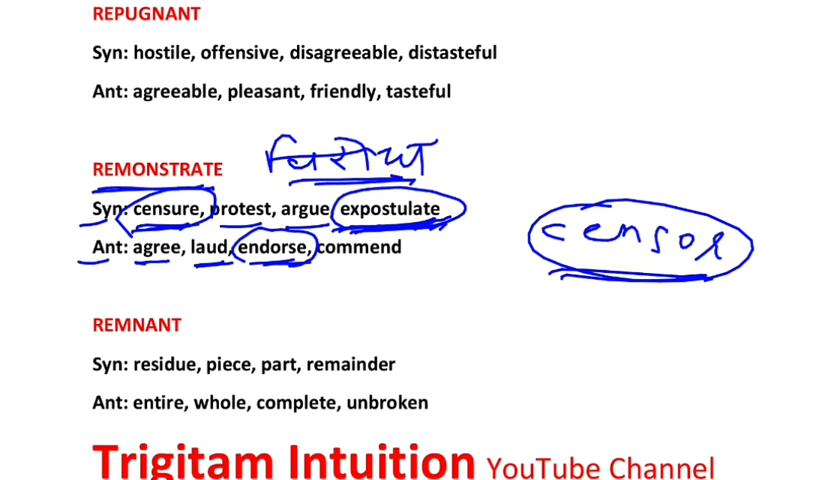 REPUGNANT
Syn: hostile, offensive, disagreeable, distasteful
Ant: agreeable, pleasant, friendly, tasteful
REMONSTRATE
Syn: censure, protest, argue expostulate
Ant: agree, laud, endorse, commend
censor
REMNANT
Syn: residue, piece, part, remainder
Ant: entire, whole, complete, unbroken
Trigitam Intuition YouTube Channel